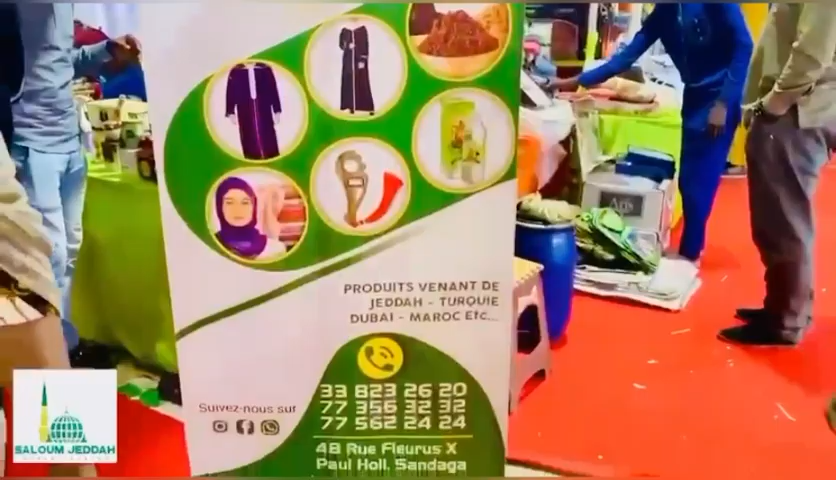 PRODUITS VENANT DE
JEDDAH - TURQUIE
DUBAI - MAROC Etc...
33 823 26 20
77 356 32 32
77 562 24 24
Suivez-nous sur
48 Rue Fleurus X
Paul Holl. Sandaga
Aris
SALOUM JEDDAH